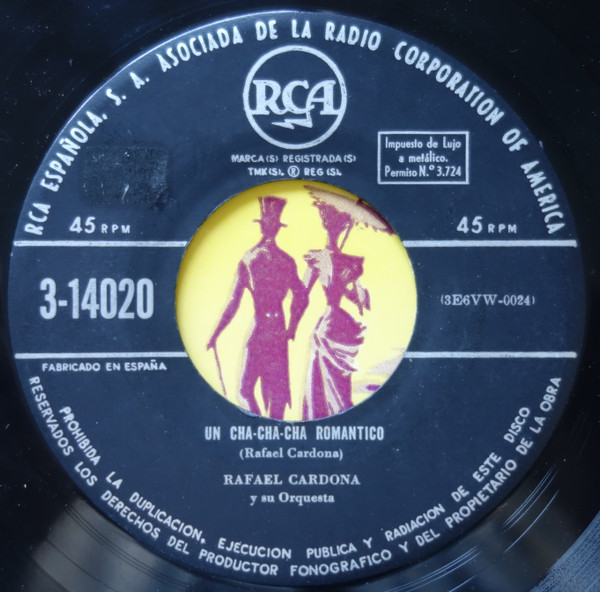 RCA ESPAÑOLA, S. A. ASOCIADA DE LA RADIO CORPORATION OF AMERICA
RCA
MARCA(S) REGISTRADA(S)
TMK(S). ® REG(S).
Impuesto de Lujo
a metálico.
Permiso N.º 3.724
45 RPM
45 RPM
3-14020
(3E6VW-0024)
FABRICADO EN ESPAÑA
UN CHA-CHA-CHA ROMANTICO
(Rafael Cardona)
RAFAEL CARDONA
y su Orquesta
PROHIBIDA LA DUPLICACION, EJECUCION PUBLICA Y RADIACION DE ESTE DISCO
RESERVADOS LOS DERECHOS DEL PRODUCTOR FONOGRAFICO Y DEL PROPIETARIO DE LA OBRA